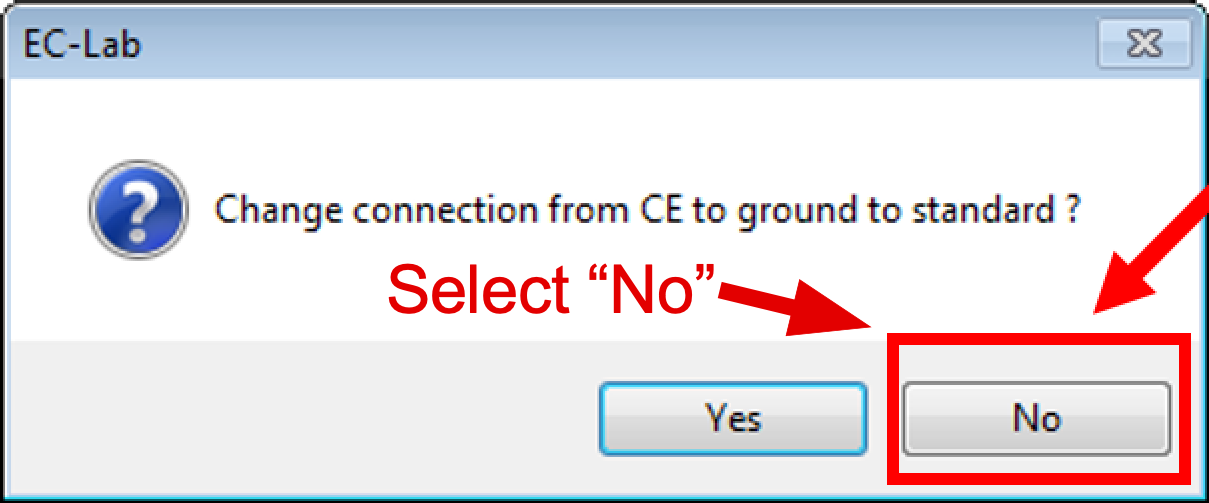 EC-Lab
Change connection from CE to ground to standard ?
Select “No”
Yes
No